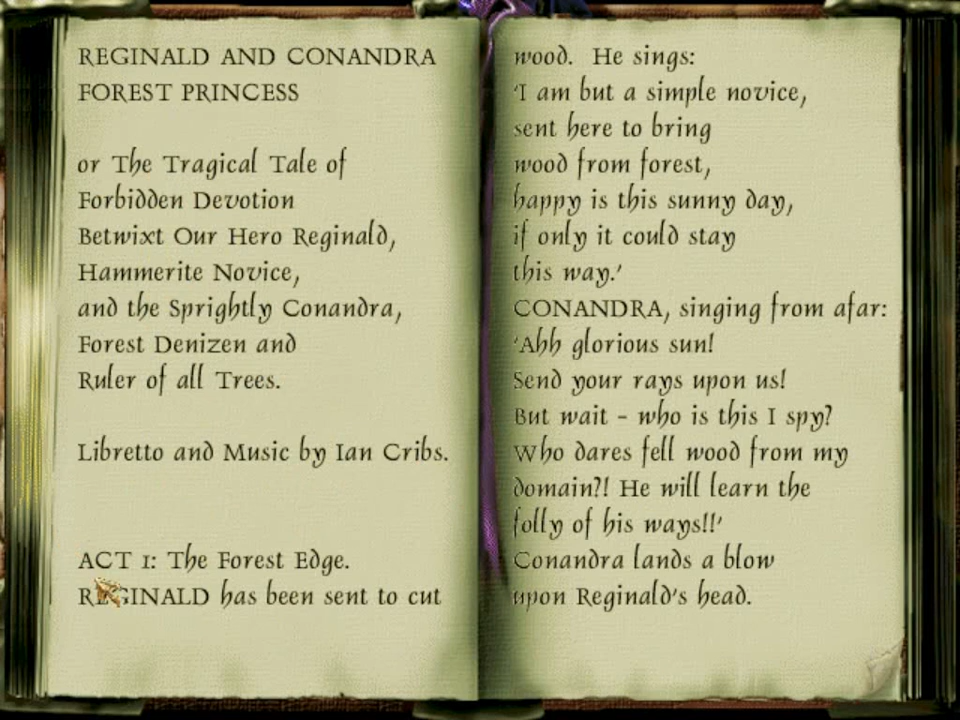 REGINALD AND CONANDRA
FOREST PRINCESS
or The Tragical Tale of
Forbidden Devotion
Betwixt Our Hero Reginald,
Hammerite Novice,
and the Sprightly Conandra,
Forest Denizen and
Ruler of all Trees.
Libretto and Music by Ian Cribs.
ACT 1: The Forest Edge.
REGINALD has been sent to cut
wood. He sings:
'I am but a simple novice,
sent here to bring
wood from forest,
happy is this sunny day,
if only it could stay
this way.'
CONANDRA, singing from afar:
'Ahh glorious sun!
Send your rays upon us!
But wait - who is this I spy?
Who dares fell wood from my
domain?! He will learn the
folly of his ways!!'
Conandra lands a blow
upon Reginald's head.